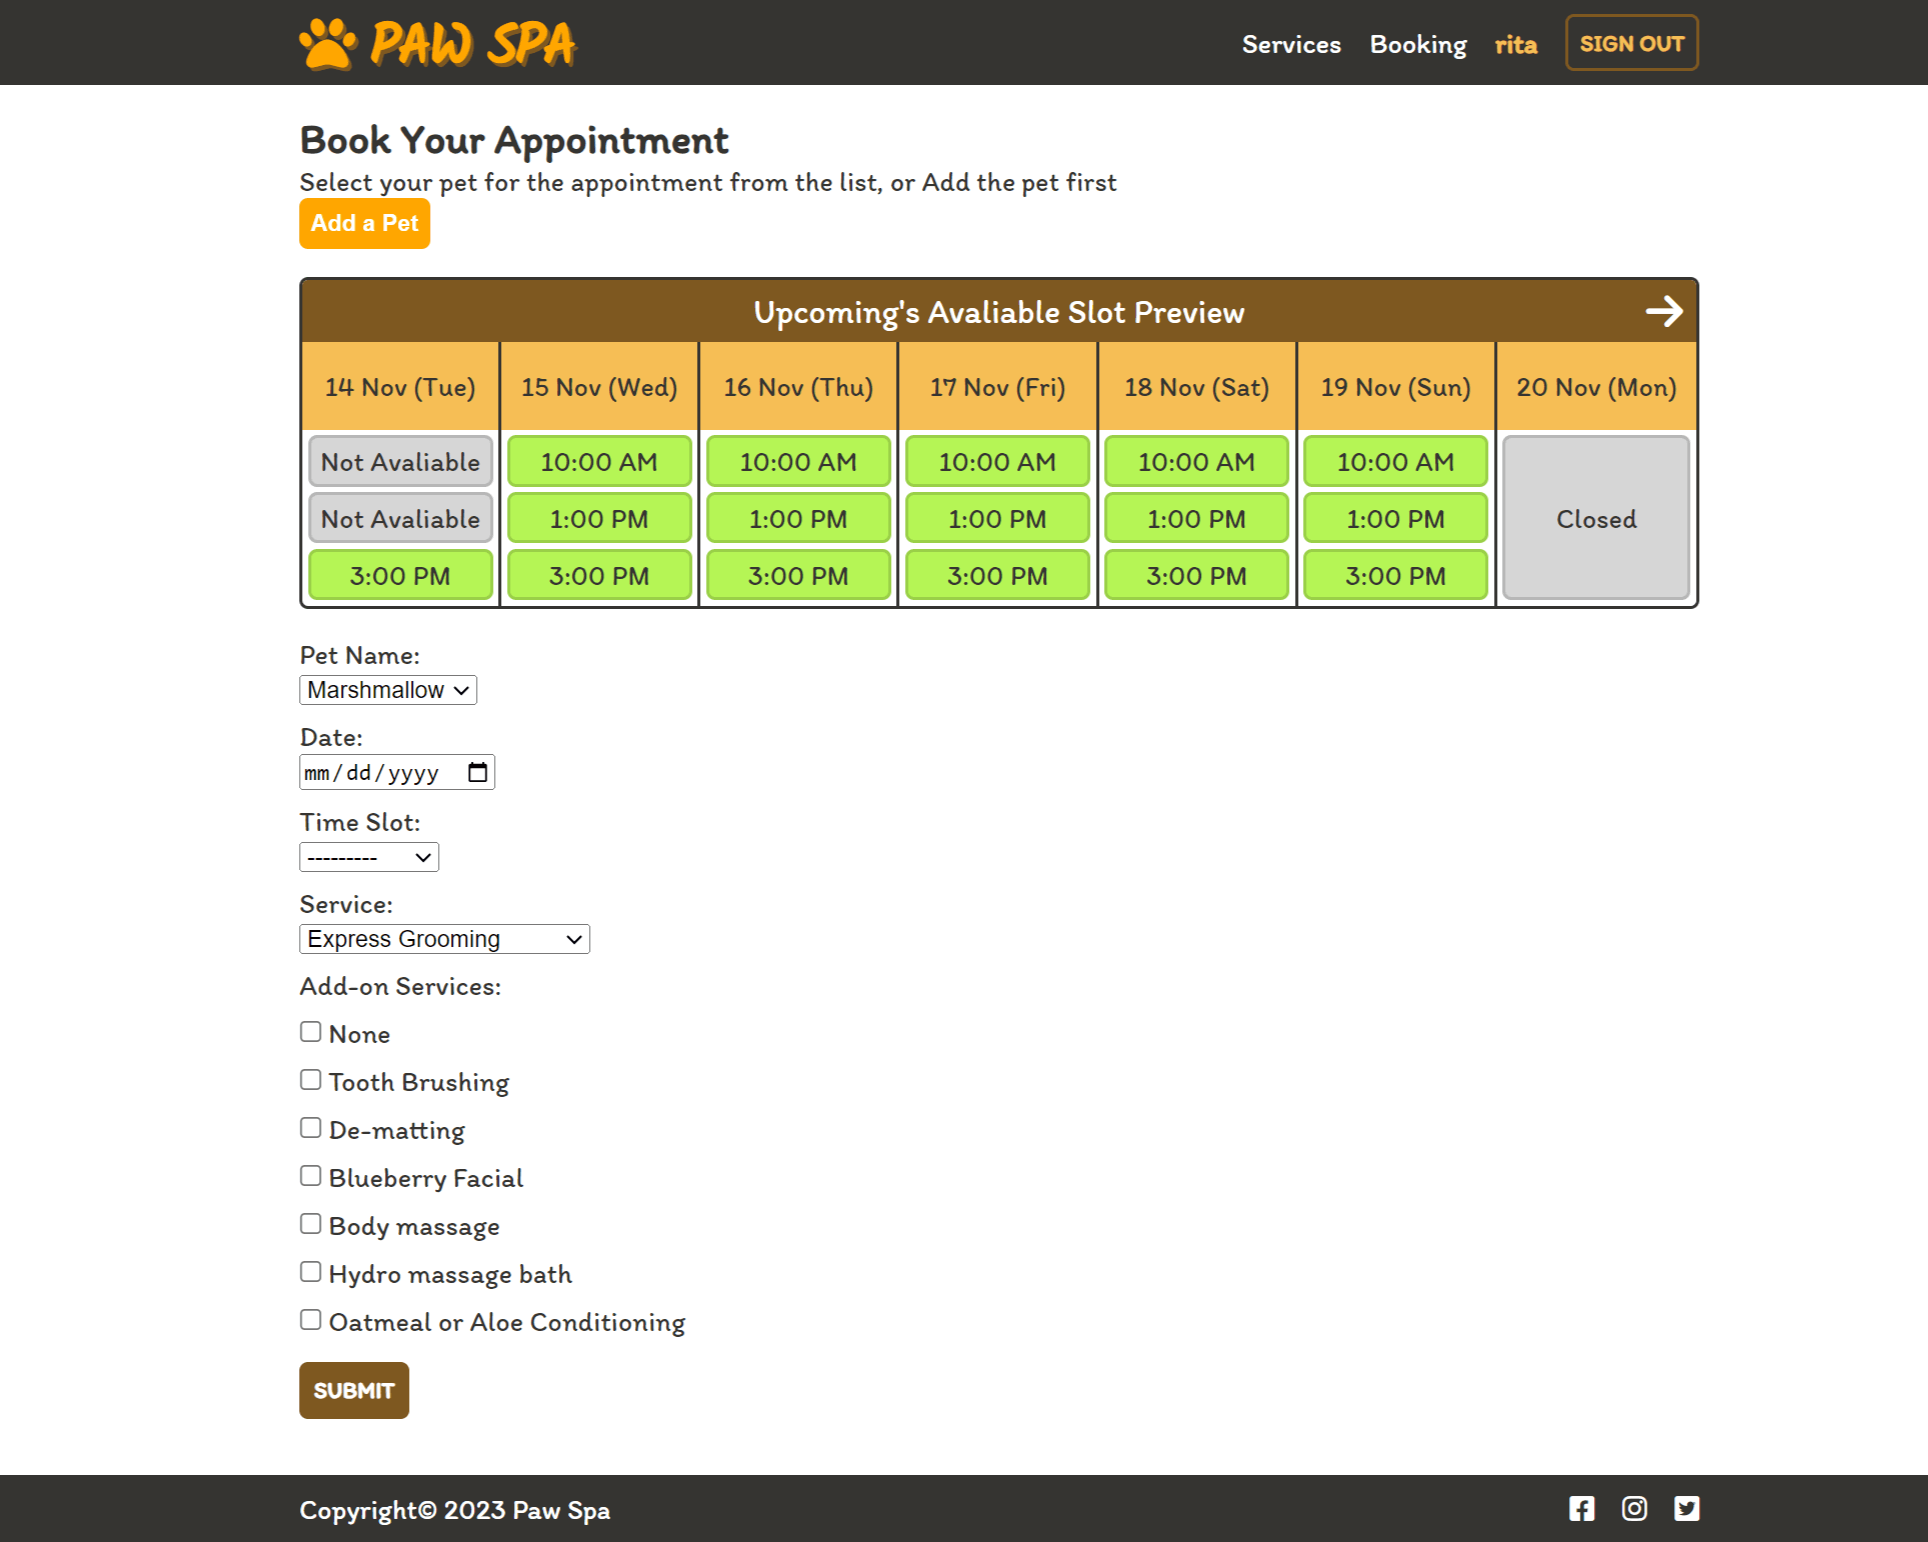 PAW SPA
Services Booking rita SIGN OUT
Book Your Appointment
Select your pet for the appointment from the list, or Add the pet first
Add a Pet
Upcoming's Avaliable Slot Preview
14 Nov (Tue) 15 Nov (Wed) 16 Nov (Thu) 17 Nov (Fri) 18 Nov (Sat) 19 Nov (Sun) 20 Nov (Mon)
Not Avaliable 10:00 AM 10:00 AM 10:00 AM 10:00 AM 10:00 AM
Not Avaliable 1:00 PM 1:00 PM 1:00 PM 1:00 PM 1:00 PM Closed
3:00 PM 3:00 PM 3:00 PM 3:00 PM 3:00 PM 3:00 PM
Pet Name:
Marshmallow
Date:
mm/dd/yyyy
Time Slot:
---------
Service:
Express Grooming
Add-on Services:
None
Tooth Brushing
De-matting
Blueberry Facial
Body massage
Hydro massage bath
Oatmeal or Aloe Conditioning
SUBMIT
Copyright© 2023 Paw Spa